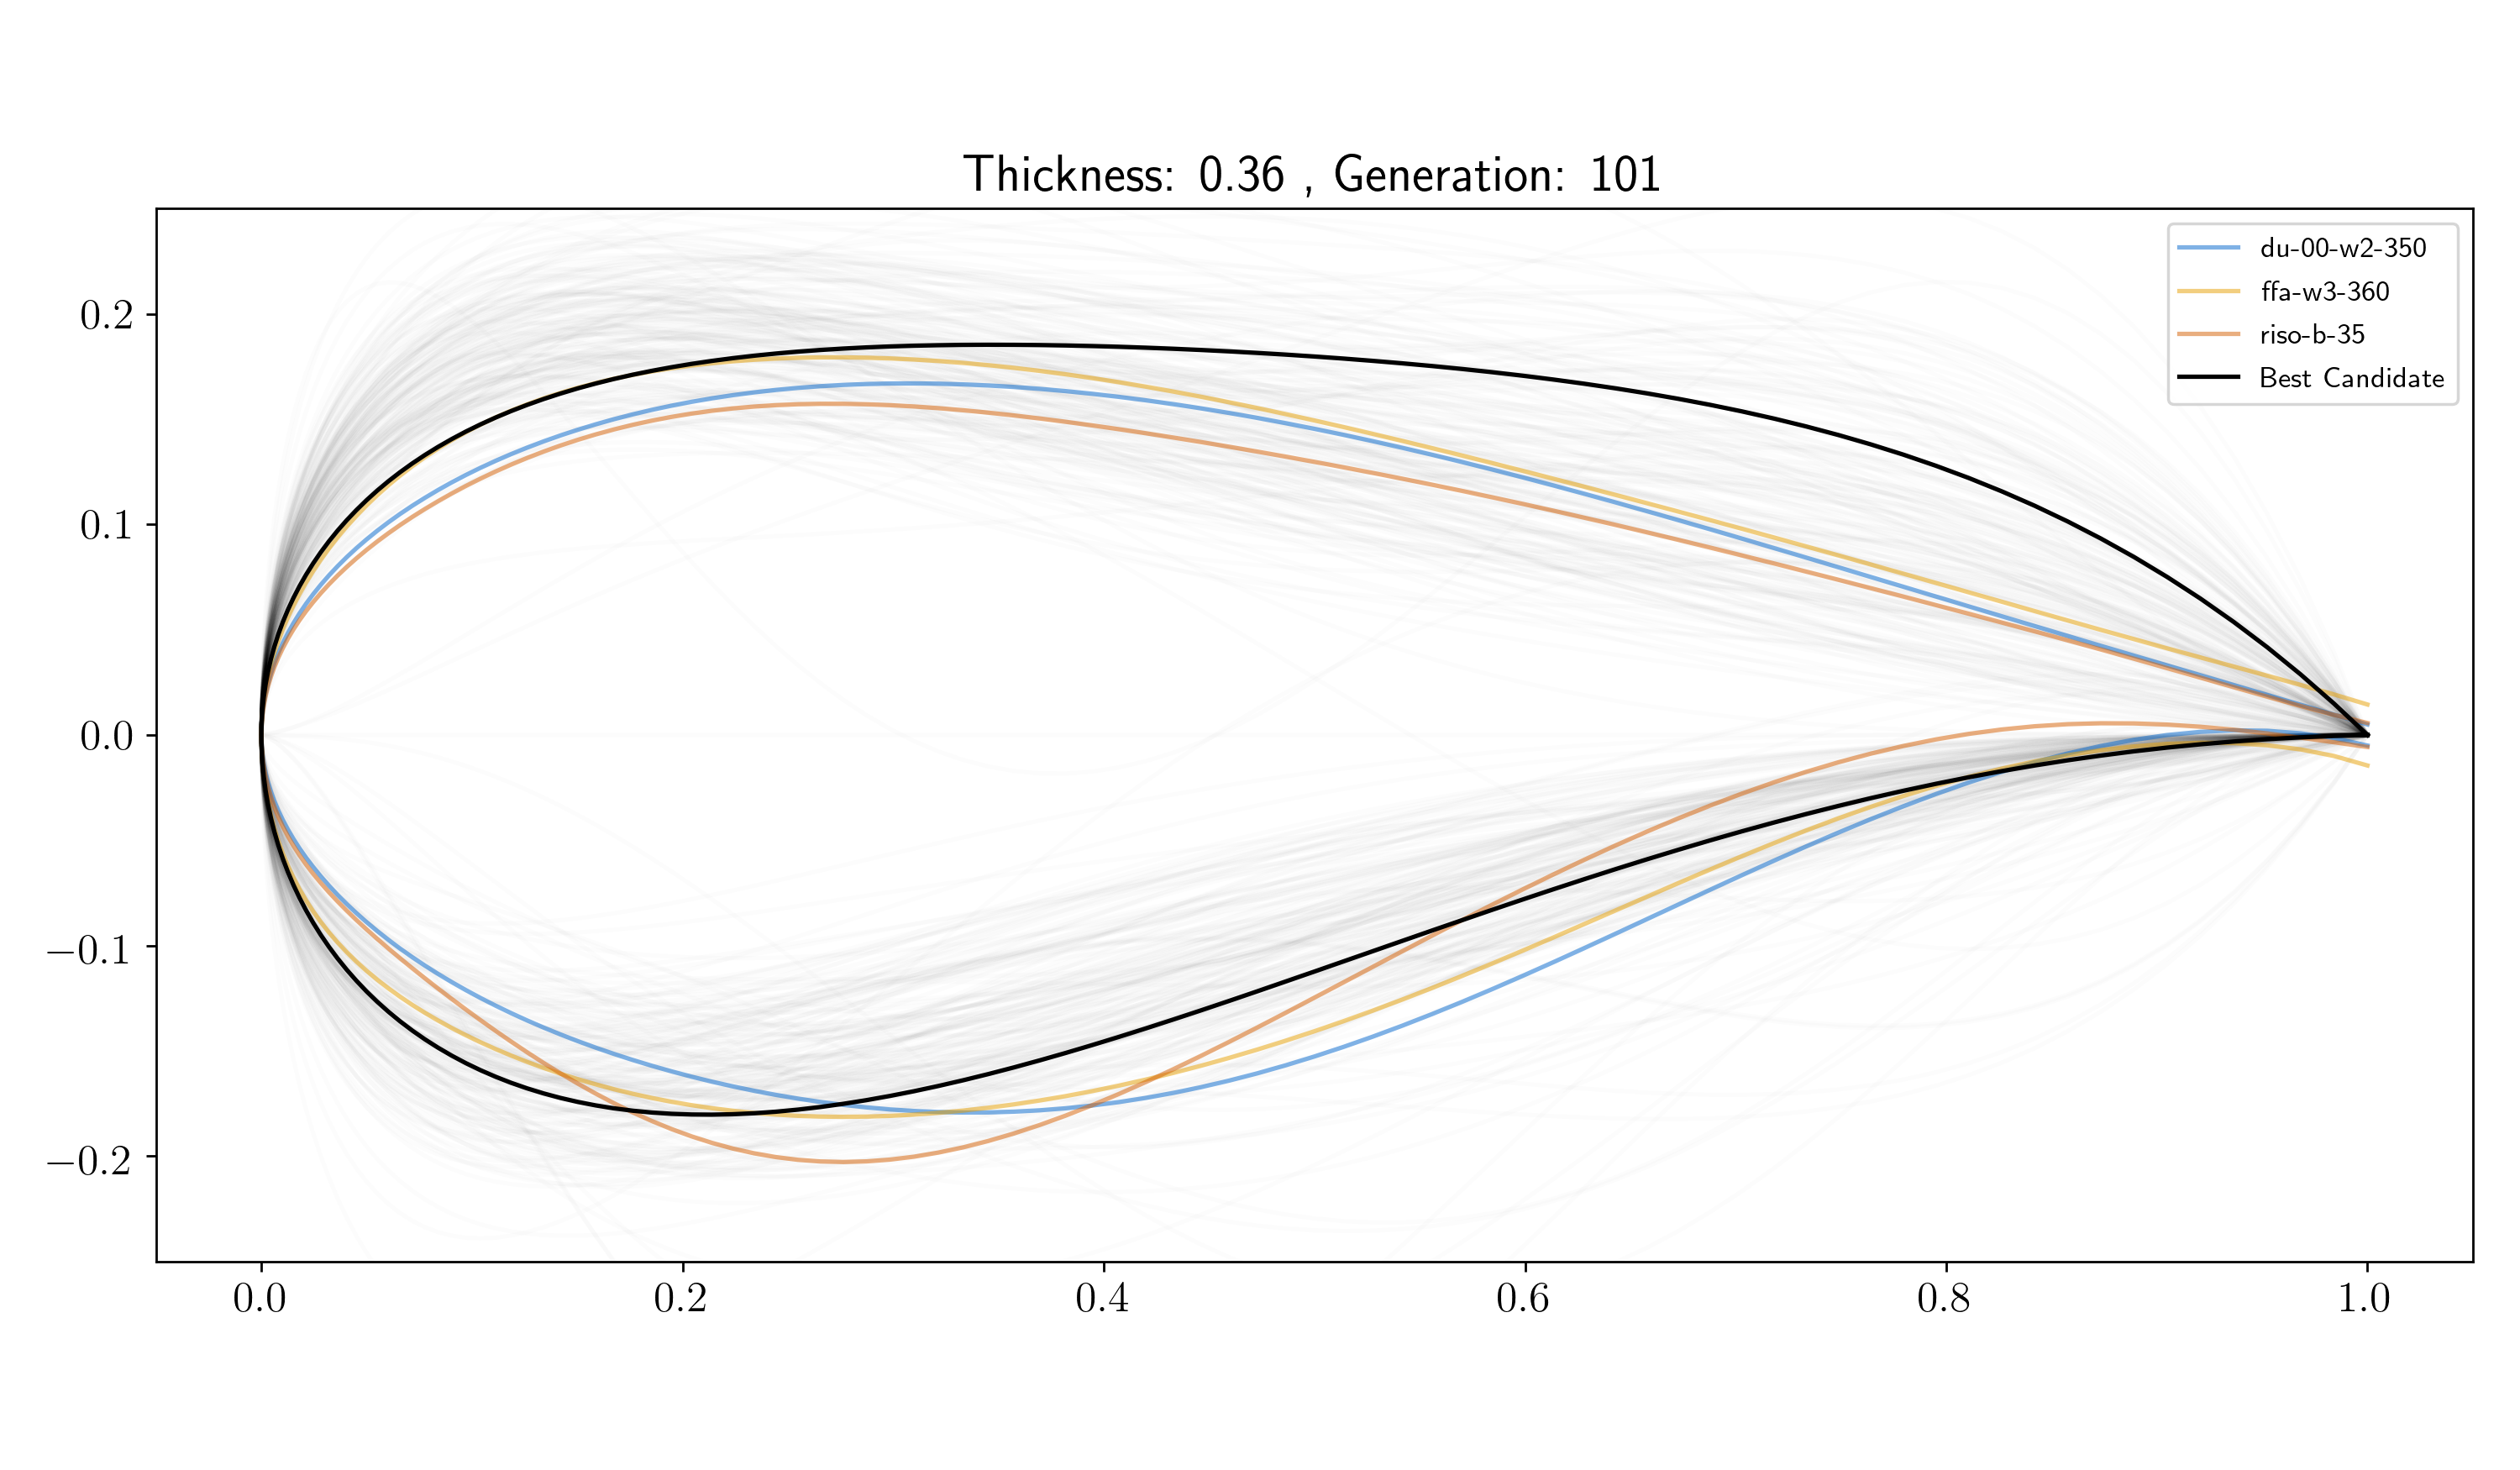 Thickness: 0.36 , Generation: 101
du-00-w2-350
ffa-w3-360
riso-b-35
Best Candidate
0.2
0.1
0.0
−0.1
−0.2
0.0 0.2 0.4 0.6 0.8 1.0